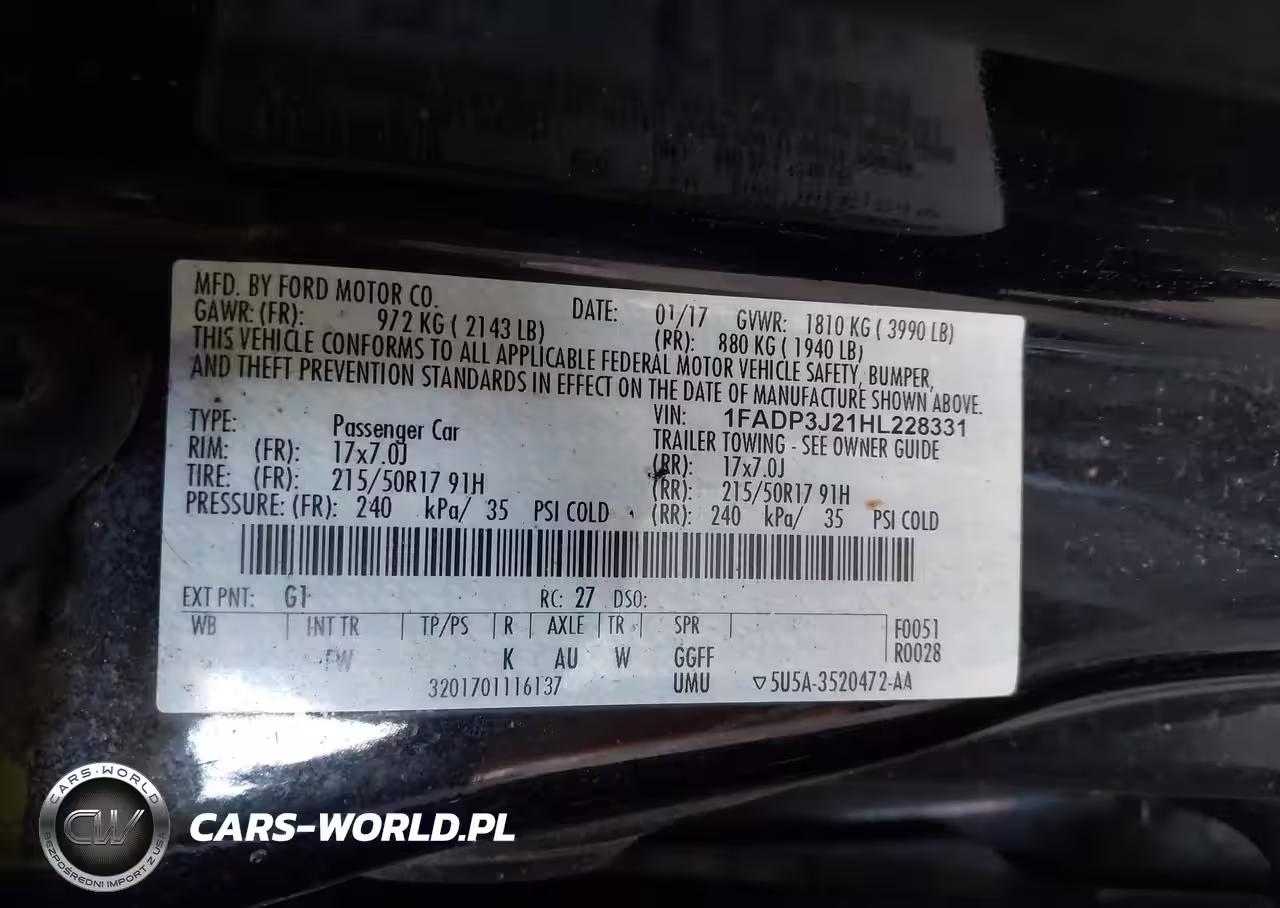 MFD. BY FORD MOTOR CO. DATE: 01/17 GVWR: 1810 KG ( 3990 LB)
GAWR: (FR): 972 KG ( 2143 LB) (RR): 880 KG ( 1940 LB)
THIS VEHICLE CONFORMS TO ALL APPLICABLE FEDERAL MOTOR VEHICLE SAFETY, BUMPER,
AND THEFT PREVENTION STANDARDS IN EFFECT ON THE DATE OF MANUFACTURE SHOWN ABOVE.
VIN: 1FADP3J21HL228331
TYPE: Passenger Car TRAILER TOWING - SEE OWNER GUIDE
RIM: (FR): 17x7.0J (RR): 17x7.0J
TIRE: (FR): 215/50R17 91H (RR): 215/50R17 91H
PRESSURE: (FR): 240 kPa/ 35 PSI COLD (RR): 240 kPa/ 35 PSI COLD
EXT PNT: G1 RC: 27 DSO:
WB INT TR TP/PS R AXLE TR SPR F0051
FW K AU W GGFF R0028
3201701116137 UMU ▽5U5A-3520472-AA
CARS-WORLD
CW
BEZPOŚREDNI IMPORT Z USA
CARS-WORLD.PL